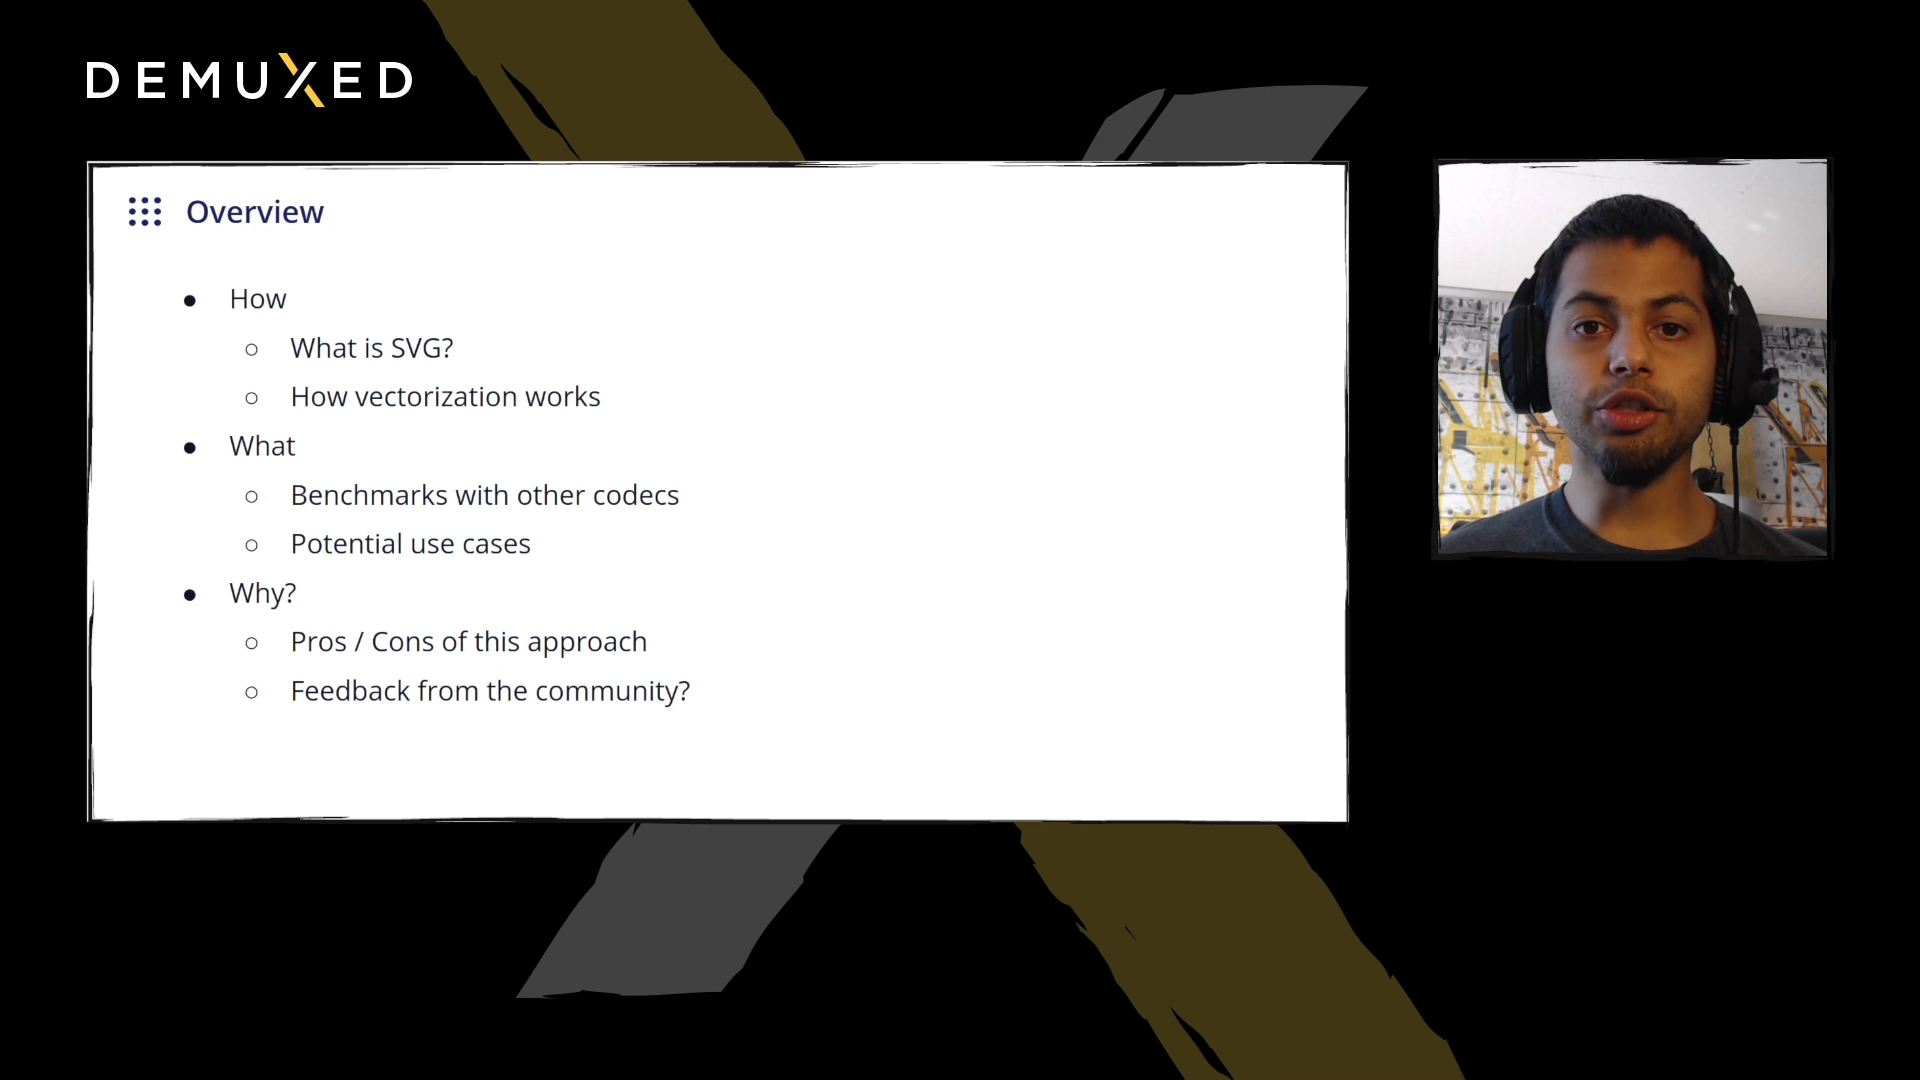 DEMUXED
Overview
● How
○ What is SVG?
○ How vectorization works
● What
○ Benchmarks with other codecs
○ Potential use cases
● Why?
○ Pros / Cons of this approach
○ Feedback from the community?